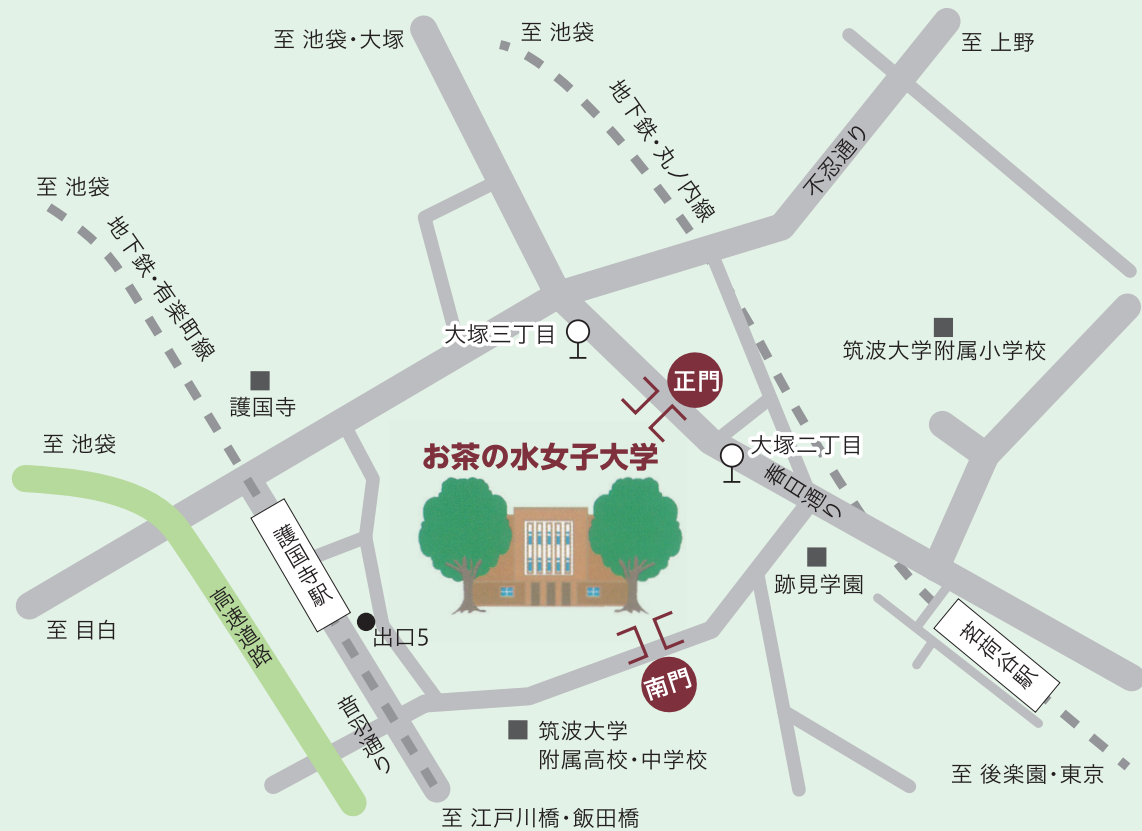 至 池袋・大塚
至 池袋
至 上野
地下鉄・丸ノ内線
不忍通り
至 池袋
地下鉄・有楽町線
大塚三丁目
筑波大学附属小学校
正門
護国寺
至 池袋
お茶の水女子大学
大塚二丁目
春日通り
護国寺駅
跡見学園
高速道路
至 目白
出口5
茗荷谷駅
南門
音羽通り
筑波大学
附属高校・中学校
至 後楽園・東京
至 江戸川橋・飯田橋